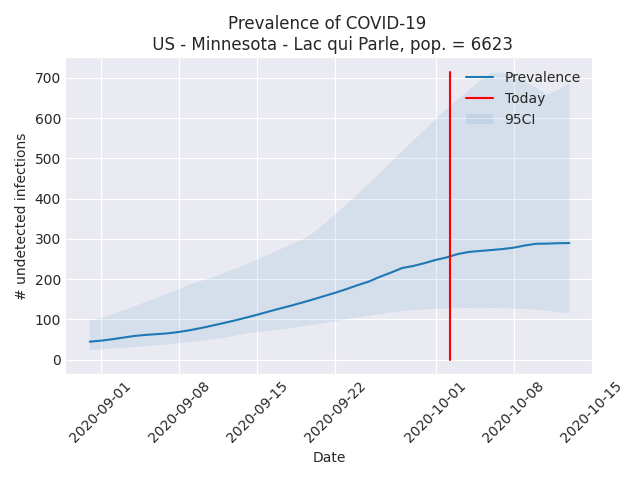 Prevalence of COVID-19
US - Minnesota - Lac qui Parle, pop. = 6623
700
600
500
400
300
200
100
0
# undetected infections
Prevalence
Today
95CI
2020-09-01
2020-09-08
2020-09-15
2020-09-22
2020-10-01
2020-10-08
2020-10-15
Date